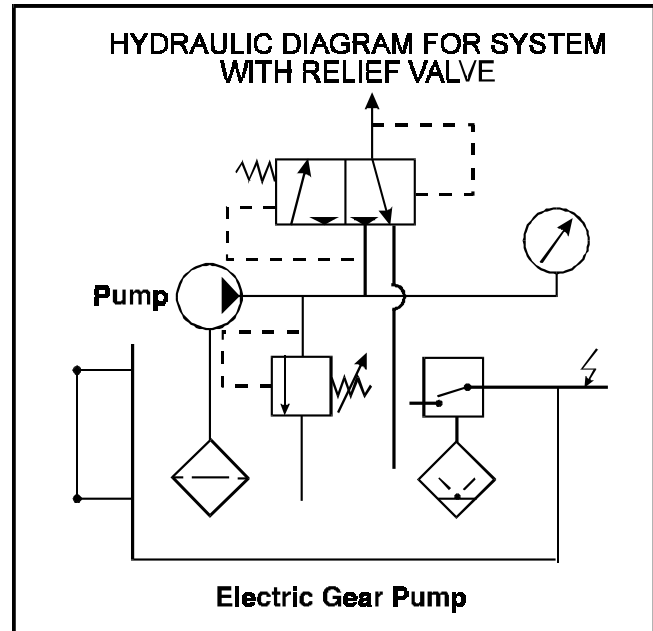 HYDRAULIC DIAGRAM FOR SYSTEM
WITH RELIEF VALVE
Pump
Electric Gear Pump